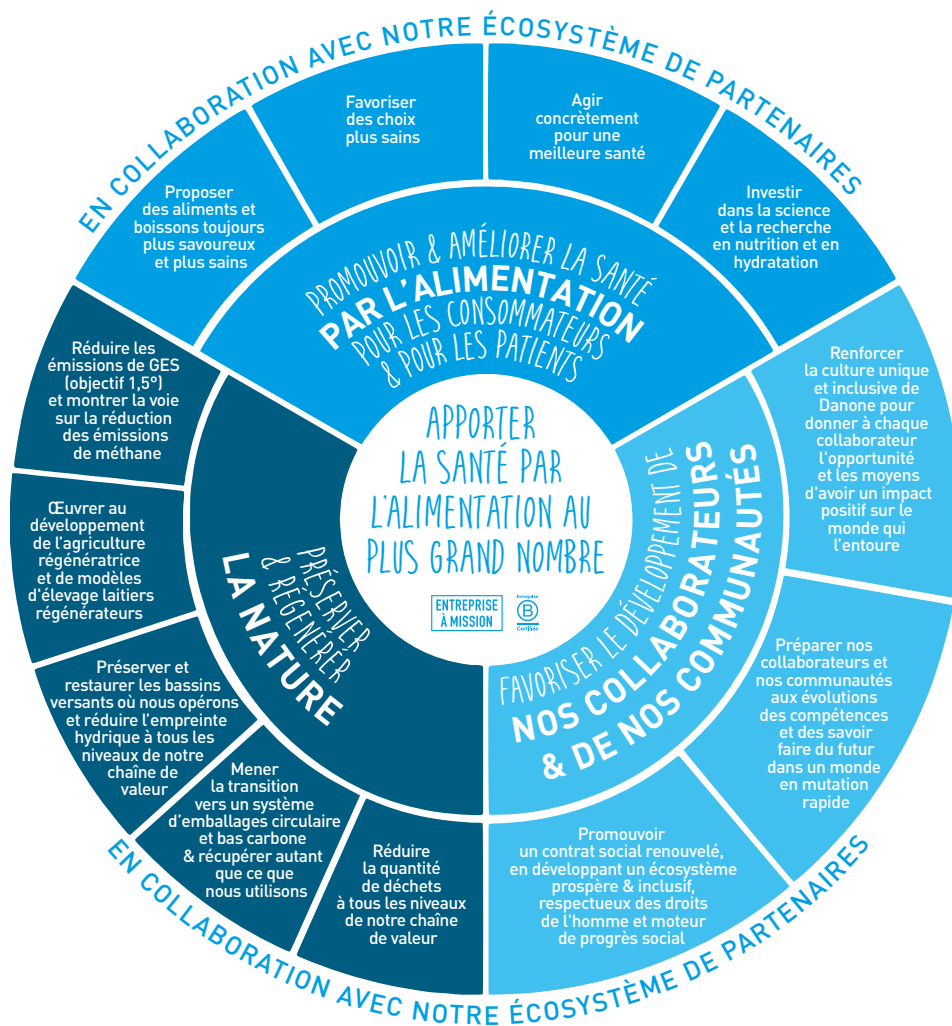 EN COLLABORATION AVEC NOTRE ÉCOSYSTÈME DE PARTENAIRES
Proposer
des aliments et
boissons toujours
plus savoureux
et plus sains
Favoriser
des choix
plus sains
Agir
concrètement
pour une
meilleure santé
Investir
dans la science
et la recherche
en nutrition et en
hydratation
PROMOUVOIR & AMÉLIORER LA SANTÉ
PAR L'ALIMENTATION
POUR LES CONSOMMATEURS
& POUR LES PATIENTS
Renforcer
la culture unique
et inclusive de
Danone pour
donner à chaque
collaborateur
l'opportunité
et les moyens
d'avoir un impact
positif sur le
monde qui
l'entoure
Préparer nos
collaborateurs et
nos communautés
aux évolutions
des compétences
et des savoir
faire du futur
dans un monde
en mutation
rapide
Promouvoir
un contrat social renouvelé,
en développant un écosystème
prospère & inclusif,
respectueux des droits
de l'homme et moteur
de progrès social
FAVORISER LE DÉVELOPPEMENT DE
NOS COLLABORATEURS
& DE NOS COMMUNAUTÉS
Réduire les
émissions de GES
(objectif 1,5°)
et montrer la voie
sur la réduction
des émissions
de méthane
Œuvrer au
développement
de l'agriculture
régénératrice
et de modèles
d'élevage laitiers
régénérateurs
Préserver et
restaurer les bassins
versants où nous opérons
et réduire l'empreinte
hydrique à tous les
niveaux de notre
chaîne de
valeur
Mener
la transition
vers un système
d'emballages circulaire
et bas carbone
& récupérer autant
que ce que
nous utilisons
Réduire
la quantité
de déchets
à tous les niveaux
de notre chaîne
de valeur
PRÉSERVER
& RÉGÉNÉRER
LA NATURE
APPORTER
LA SANTÉ PAR
L'ALIMENTATION AU
PLUS GRAND NOMBRE
ENTREPRISE
À MISSION
Entreprise
B
Certifiée
EN COLLABORATION AVEC NOTRE ÉCOSYSTÈME DE PARTENAIRES